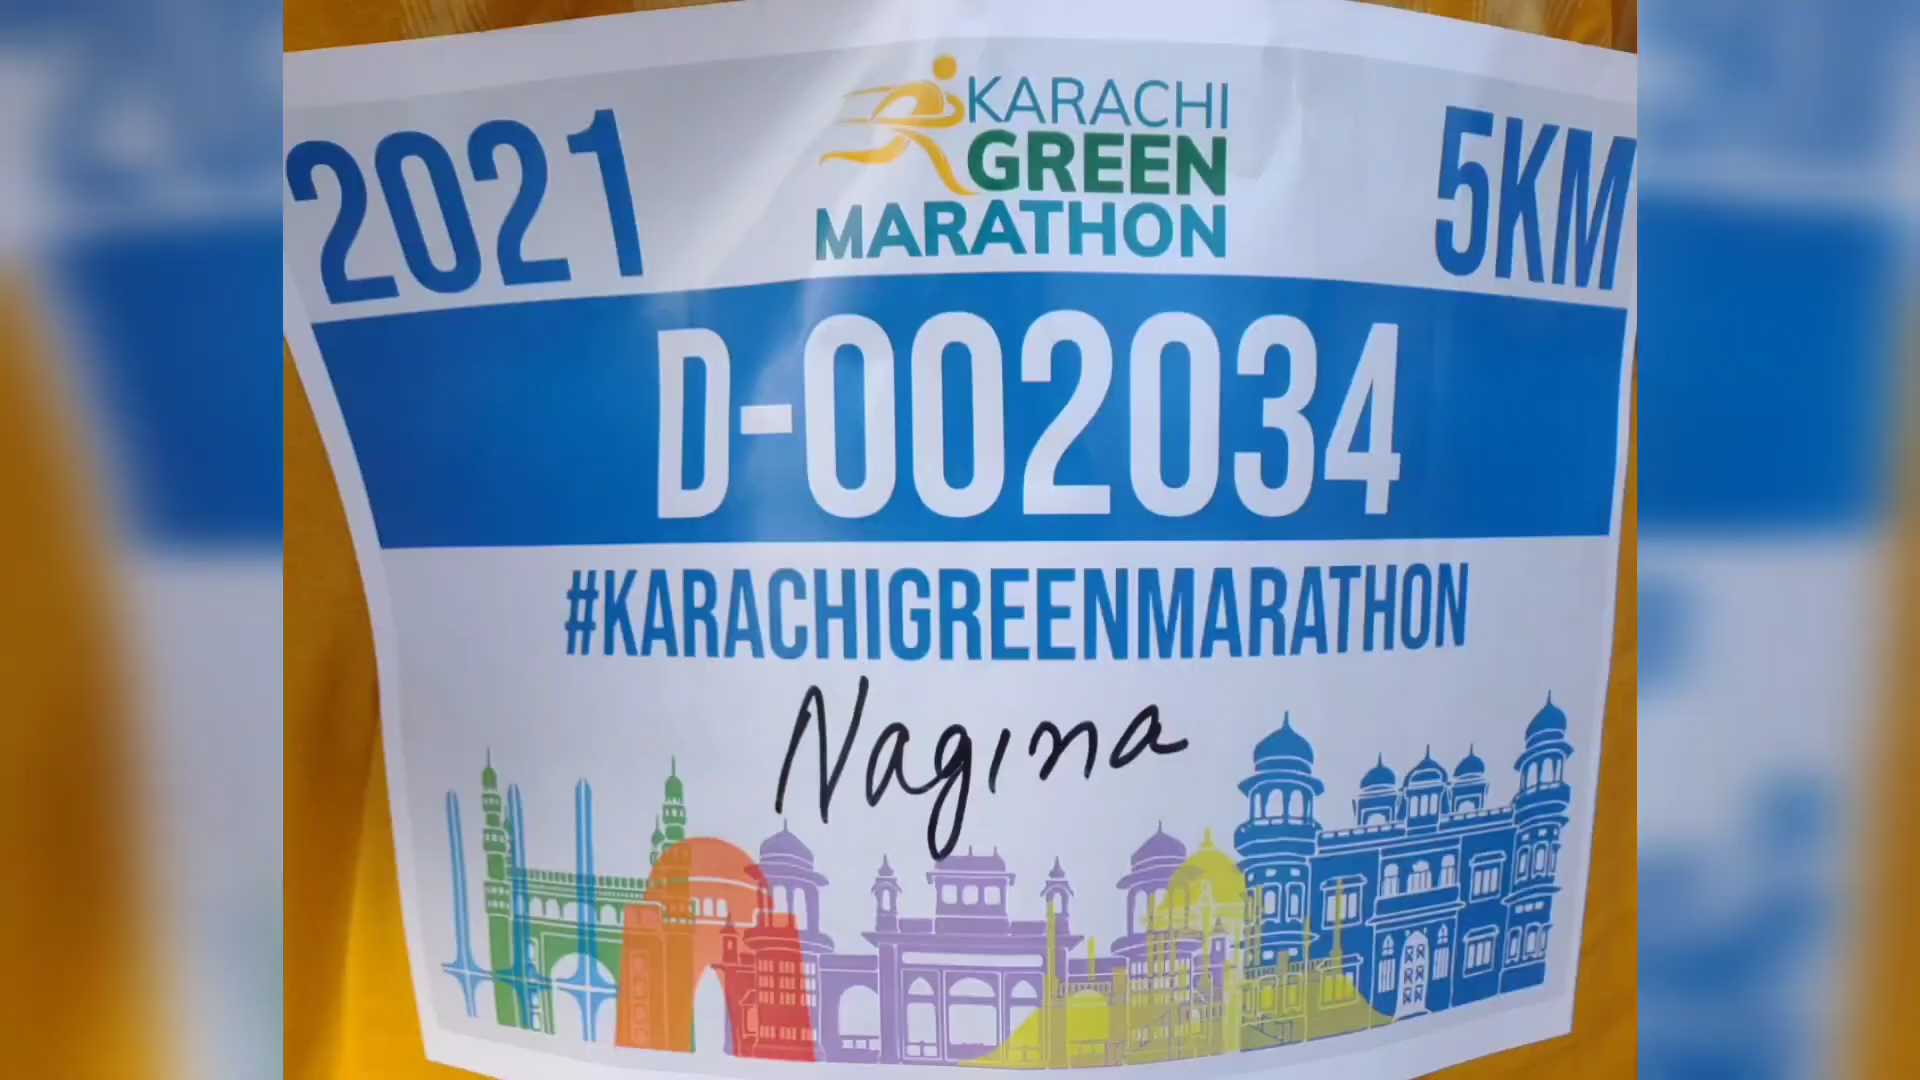 2021
KARACHI
GREEN
MARATHON
5KM
D-002034
#KARACHIGREENMARATHON
Nagina